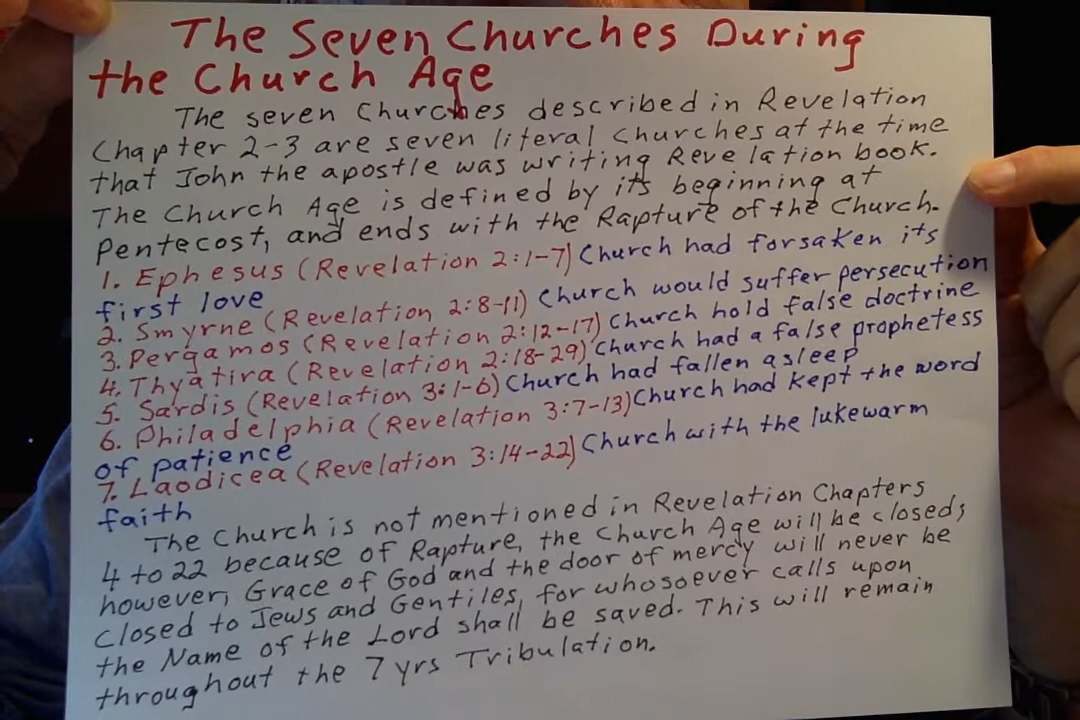 The Seven Churches During
the Church Age
The seven Churches described in Revelation
Chapter 2-3 are seven literal churches at the time
that John the apostle was writing Revelation book.
The Church Age is defined by its beginning at
Pentecost, and ends with the Rapture of the Church.
1. Ephesus (Revelation 2:1-7) Church had forsaken its
first love
2. Smyrne (Revelation 2:8-11) Church would suffer persecution
3. Pergamos (Revelation 2:12-17) Church hold false doctrine
4. Thyatira (Revelation 2:18-29) Church had a false prophetess
5. Sardis (Revelation 3:1-6) Church had fallen asleep
6. Philadelphia (Revelation 3:7-13) Church had kept the word
of patience
7. Laodicea (Revelation 3:14-22) Church with the lukewarm
faith
The Church is not mentioned in Revelation Chapters
4 to 22 because of Rapture, the Church Age will be closed;
however, Grace of God and the door of mercy will never be
closed to Jews and Gentiles, for whosoever calls upon
the Name of the Lord shall be saved. This will remain
throughout the 7 yrs Tribulation.